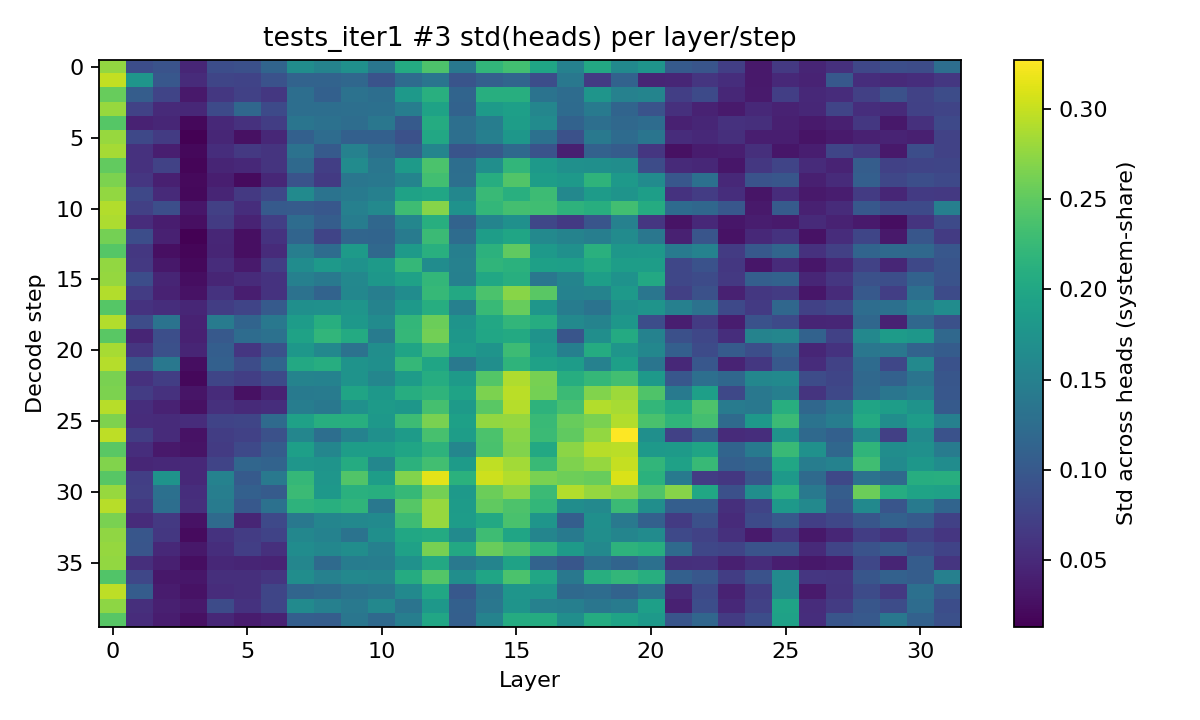 tests_iter1 #3 std(heads) per layer/step
0
5
10
15
20
25
30
35
Decode step
0 5 10 15 20 25 30
Layer
0.30
0.25
0.20
0.15
0.10
0.05
Std across heads (system-share)